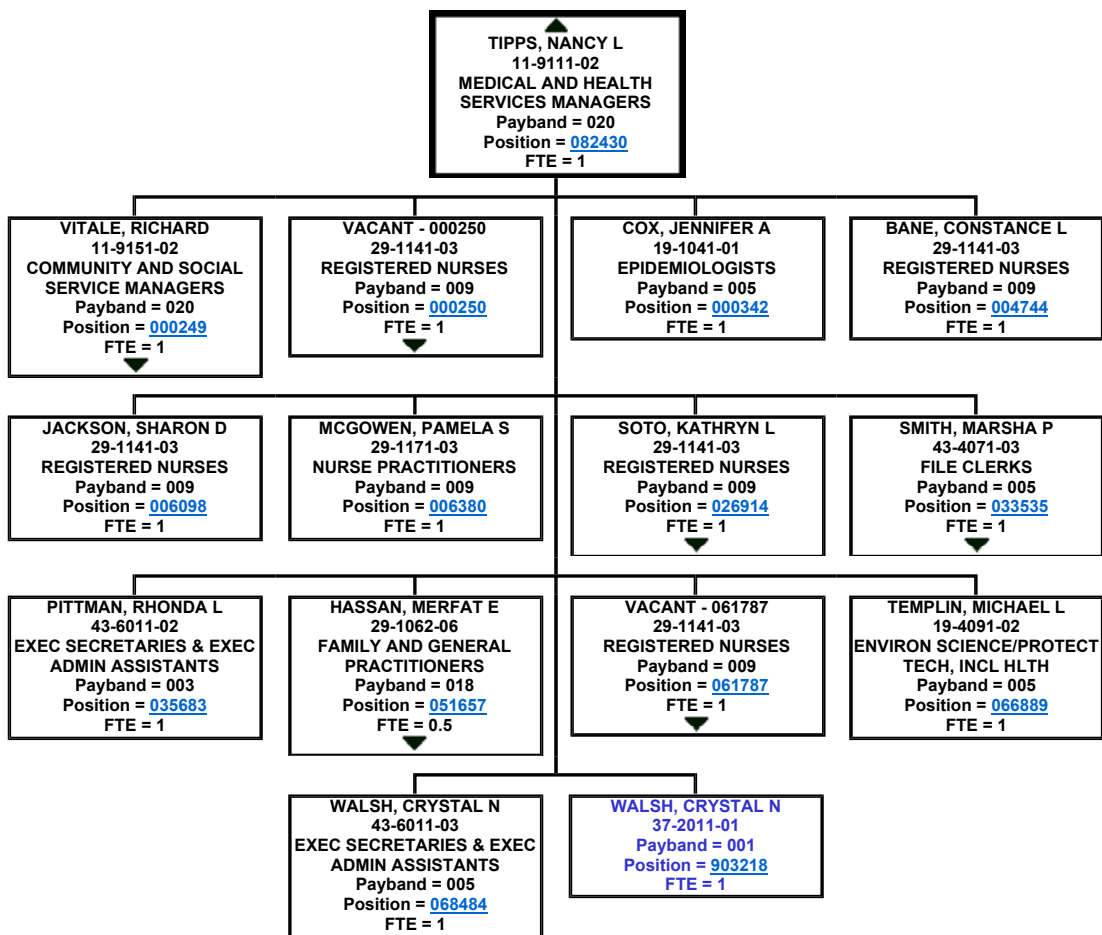 TIPPS, NANCY L
11-9111-02
MEDICAL AND HEALTH
SERVICES MANAGERS
Payband = 020
Position = 082430
FTE = 1
VITALE, RICHARD
11-9151-02
COMMUNITY AND SOCIAL
SERVICE MANAGERS
Payband = 020
Position = 000249
FTE = 1
VACANT - 000250
29-1141-03
REGISTERED NURSES
Payband = 009
Position = 000250
FTE = 1
COX, JENNIFER A
19-1041-01
EPIDEMIOLOGISTS
Payband = 005
Position = 000342
FTE = 1
BANE, CONSTANCE L
29-1141-03
REGISTERED NURSES
Payband = 009
Position = 004744
FTE = 1
JACKSON, SHARON D
29-1141-03
REGISTERED NURSES
Payband = 009
Position = 006098
FTE = 1
MCGOWEN, PAMELA S
29-1171-03
NURSE PRACTITIONERS
Payband = 009
Position = 006380
FTE = 1
SOTO, KATHRYN L
29-1141-03
REGISTERED NURSES
Payband = 009
Position = 026914
FTE = 1
SMITH, MARSHA P
43-4071-03
FILE CLERKS
Payband = 005
Position = 033535
FTE = 1
PITTMAN, RHONDA L
43-6011-02
EXEC SECRETARIES & EXEC
ADMIN ASSISTANTS
Payband = 003
Position = 035683
FTE = 1
HASSAN, MERFAT E
29-1062-06
FAMILY AND GENERAL
PRACTITIONERS
Payband = 018
Position = 051657
FTE = 0.5
VACANT - 061787
29-1141-03
REGISTERED NURSES
Payband = 009
Position = 061787
FTE = 1
TEMPLIN, MICHAEL L
19-4091-02
ENVIRON SCIENCE/PROTECT
TECH, INCL HLTH
Payband = 005
Position = 066889
FTE = 1
WALSH, CRYSTAL N
43-6011-03
EXEC SECRETARIES & EXEC
ADMIN ASSISTANTS
Payband = 005
Position = 068484
FTE = 1
WALSH, CRYSTAL N
37-2011-01
Payband = 001
Position = 903218
FTE = 1